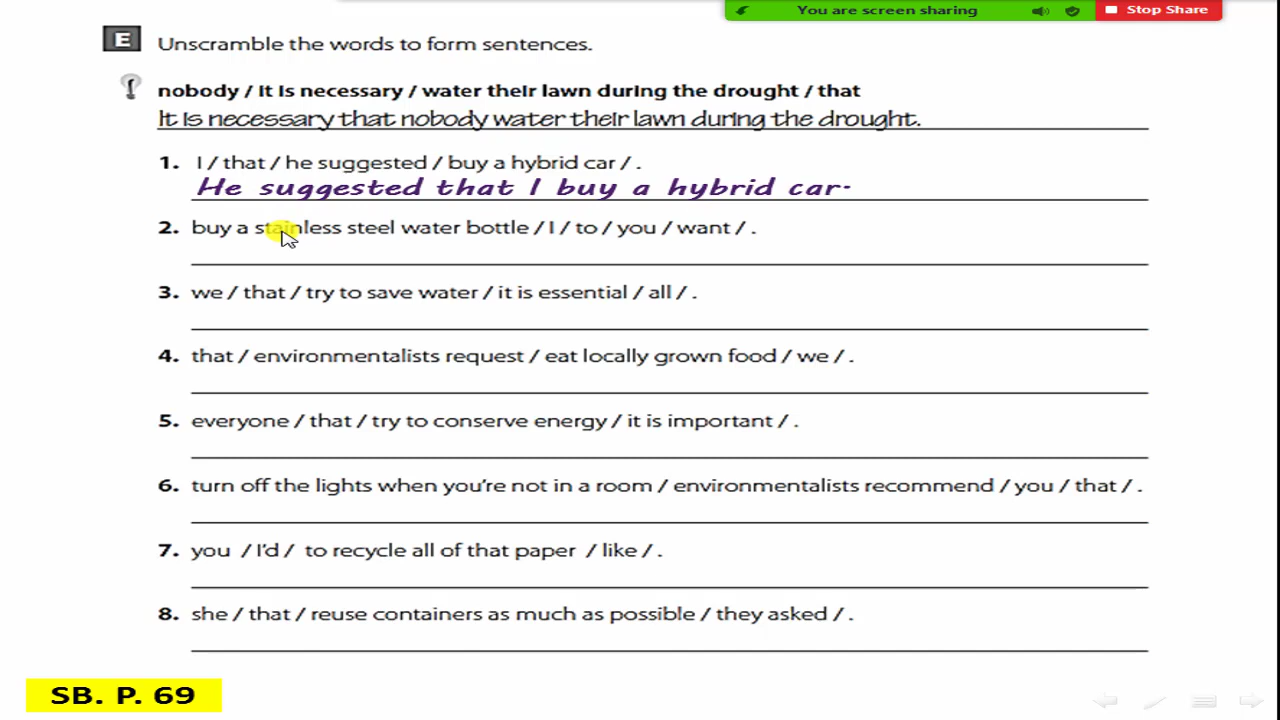 You are screen sharing
Stop Share
E Unscramble the words to form sentences.
nobody / it is necessary / water their lawn during the drought / that
It is necessary that nobody water their lawn during the drought.
1. I / that / he suggested / buy a hybrid car / .
He suggested that I buy a hybrid car.
2. buy a stainless steel water bottle / I / to / you / want / .
3. we / that / try to save water / it is essential / all / .
4. that / environmentalists request / eat locally grown food / we / .
5. everyone / that / try to conserve energy / it is important / .
6. turn off the lights when you're not in a room / environmentalists recommend / you / that / .
7. you / I'd / to recycle all of that paper / like / .
8. she / that / reuse containers as much as possible / they asked / .
SB. P. 69